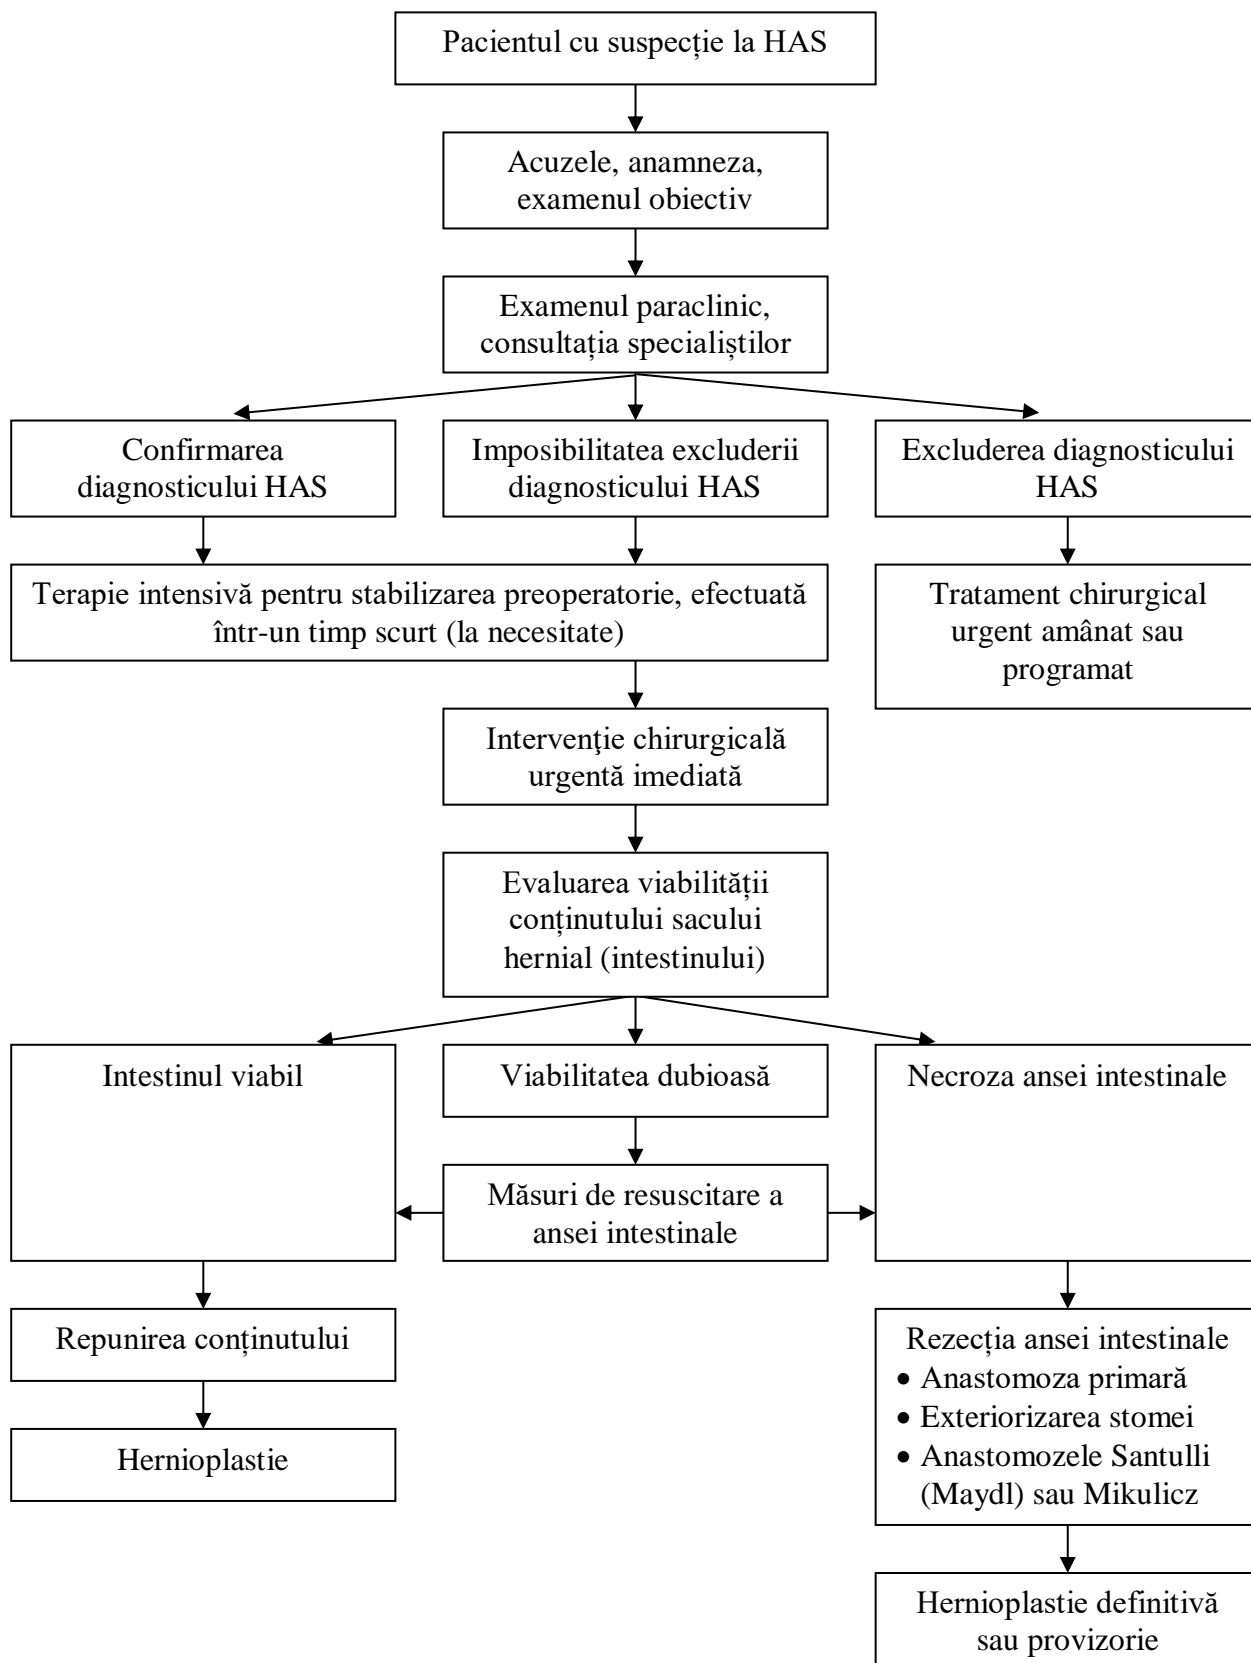 Pacientul cu suspecție la HAS
Acuzele, anamneza,
examenul obiectiv
Examenul paraclinic,
consultația specialiștilor
Confirmarea
diagnosticului HAS
Imposibilitatea excluderii
diagnosticului HAS
Excluderea diagnosticului
HAS
Terapie intensivă pentru stabilizarea preoperatorie, efectuată
într-un timp scurt (la necesitate)
Tratament chirurgical
urgent amânat sau
programat
Intervenţie chirurgicală
urgentă imediată
Evaluarea viabilității
conținutului sacului
hernial (intestinului)
Intestinul viabil
Viabilitatea dubioasă
Necroza ansei intestinale
Măsuri de resuscitare a
ansei intestinale
Repunirea conținutului
Hernioplastie
Rezecția ansei intestinale
• Anastomoza primară
• Exteriorizarea stomei
• Anastomozele Santulli
(Maydl) sau Mikulicz
Hernioplastie definitivă
sau provizorie